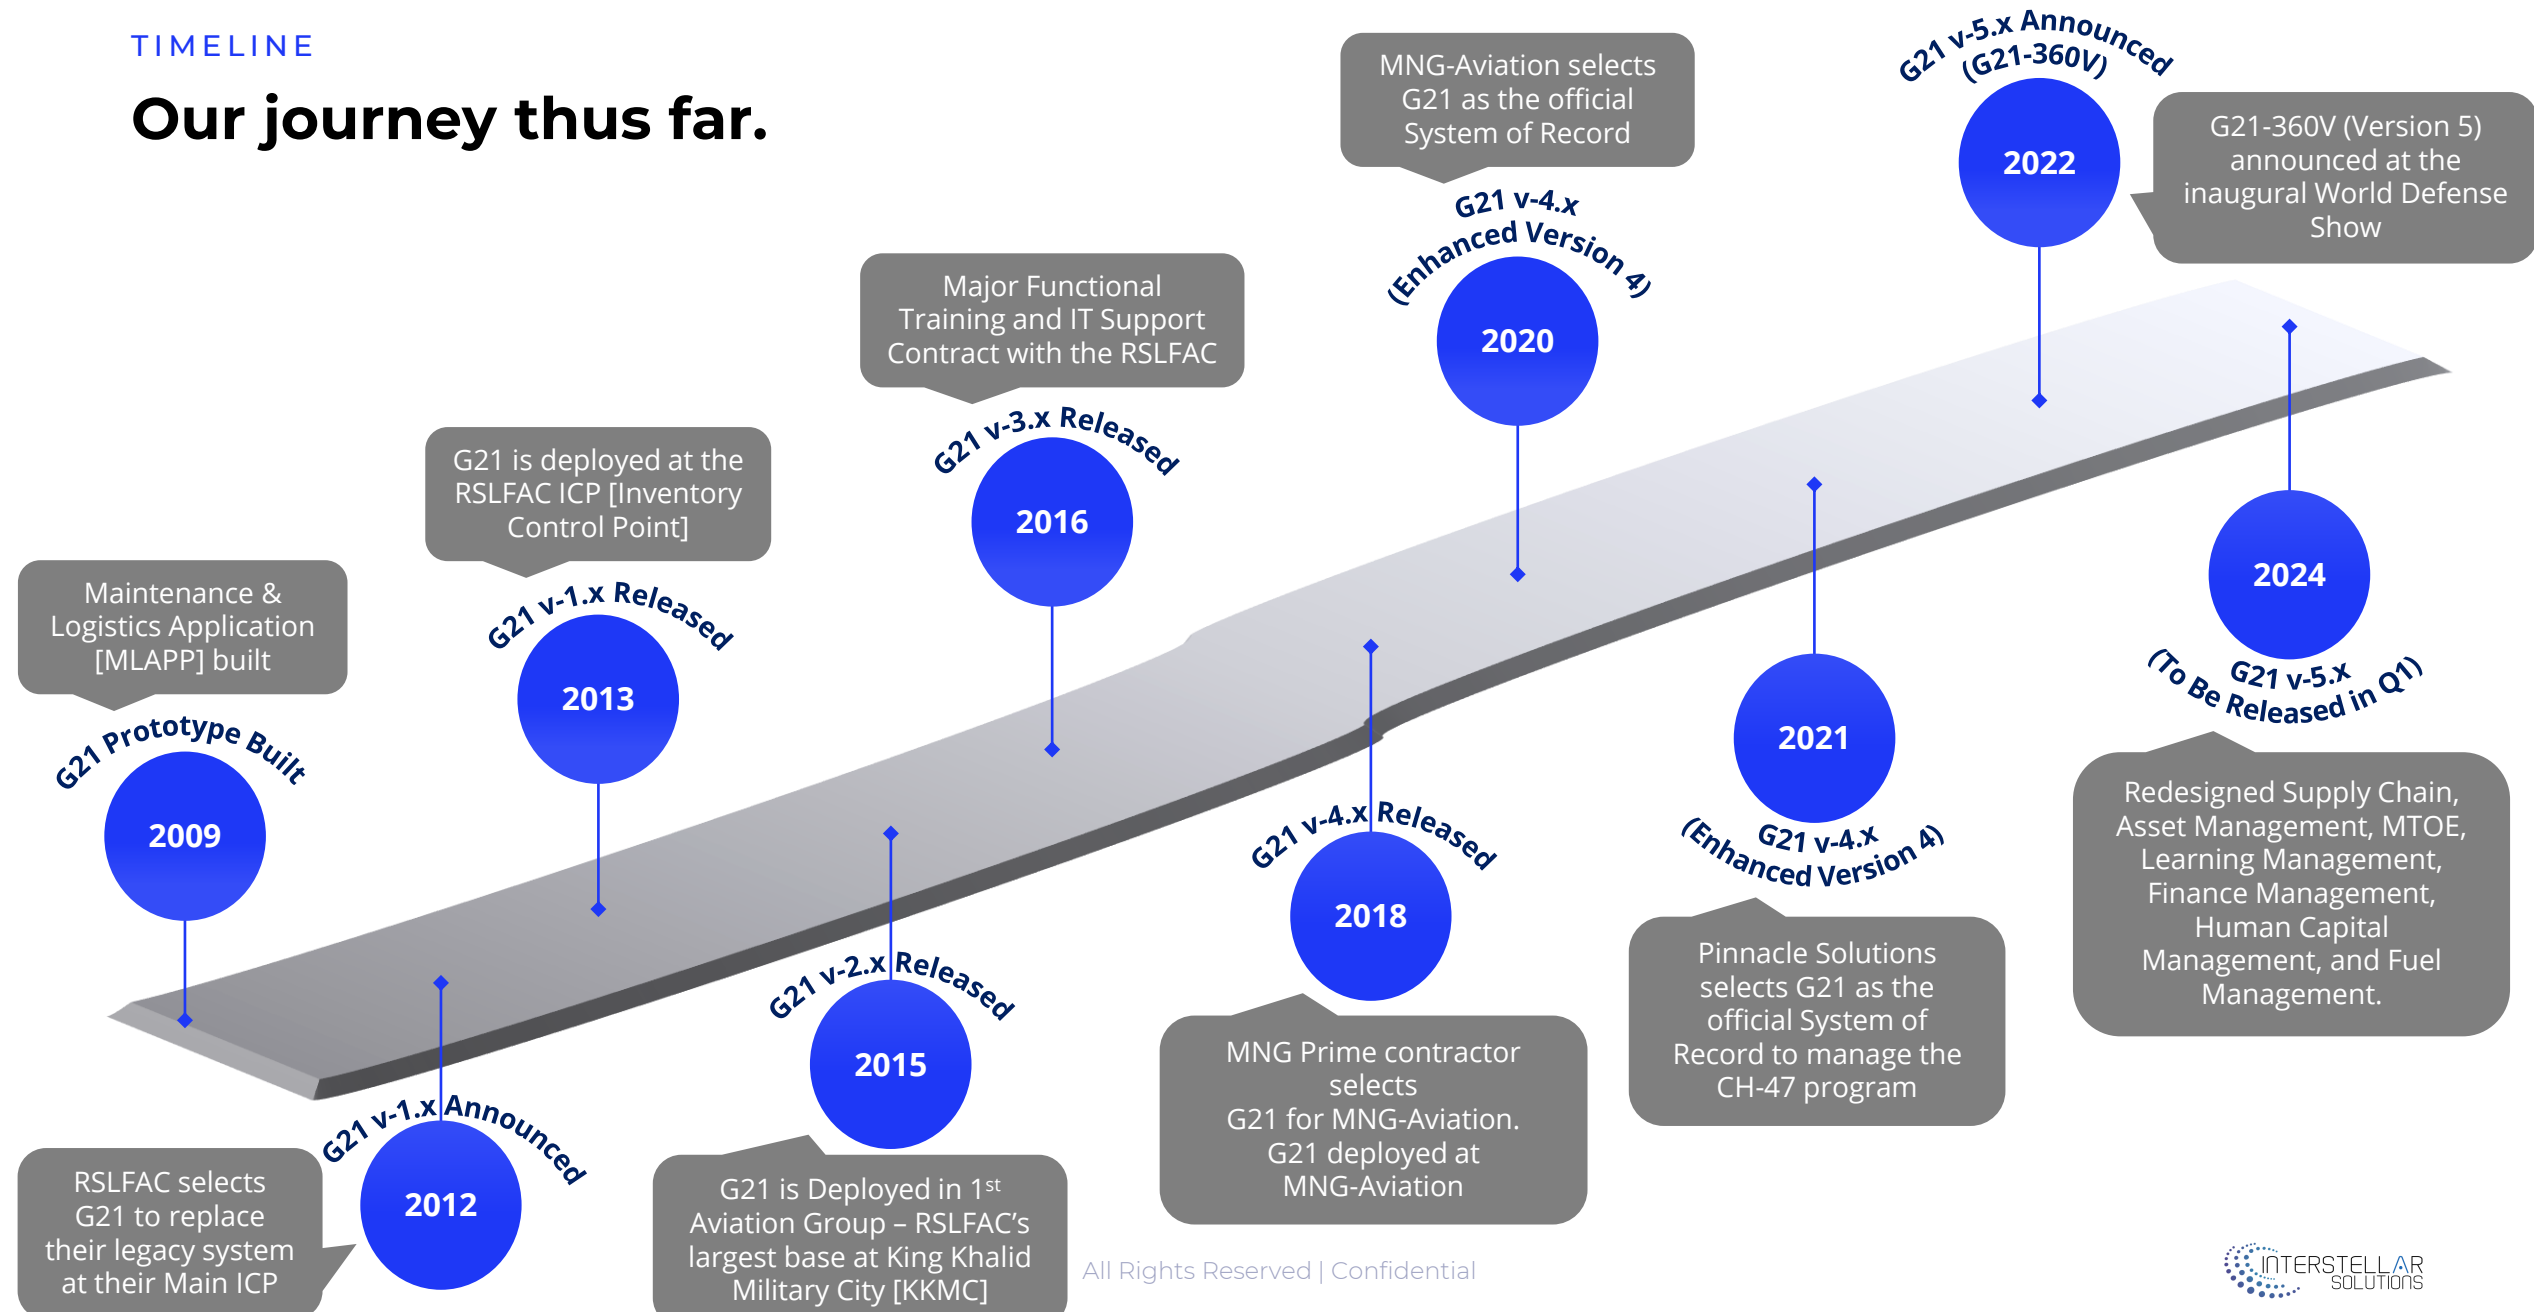 TIMELINE
Our journey thus far.
Maintenance &
Logistics Application
[MLAPP] built
G21 Prototype Built
2009
RSLFAC selects
G21 to replace
their legacy system
at their Main ICP
G21 v-1.x Announced
2012
G21 is deployed at the
RSLFAC ICP [Inventory
Control Point]
G21 v-1.x Released
2013
G21 v-2.x Released
2015
G21 is Deployed in 1st
Aviation Group – RSLFAC’s
largest base at King Khalid
Military City [KKMC]
Major Functional
Training and IT Support
Contract with the RSLFAC
G21 v-3.x Released
2016
G21 v-4.x Released
2018
MNG Prime contractor
selects
G21 for MNG-Aviation.
G21 deployed at
MNG-Aviation
MNG-Aviation selects
G21 as the official
System of Record
G21 v-4.x
(Enhanced Version 4)
2020
2021
G21 v-4.x
(Enhanced Version 4)
Pinnacle Solutions
selects G21 as the
official System of
Record to manage the
CH-47 program
G21 v-5.x Announced
(G21-360V)
2022
G21-360V (Version 5)
announced at the
inaugural World Defense
Show
2024
G21 v-5.x
(To Be Released in Q1)
Redesigned Supply Chain,
Asset Management, MTOE,
Learning Management,
Finance Management,
Human Capital
Management, and Fuel
Management.
All Rights Reserved | Confidential
INTERSTELLAR
SOLUTIONS